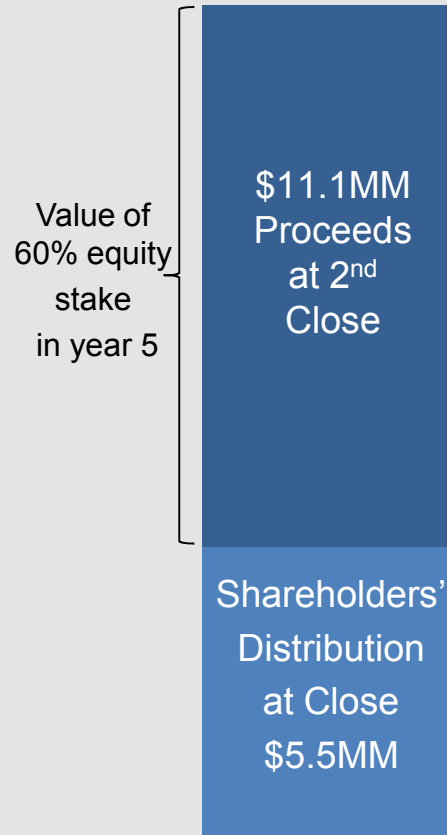 Value of
60% equity
stake
in year 5
$11.1MM
Proceeds
at 2nd
Close
Shareholders’
Distribution
at Close
$5.5MM